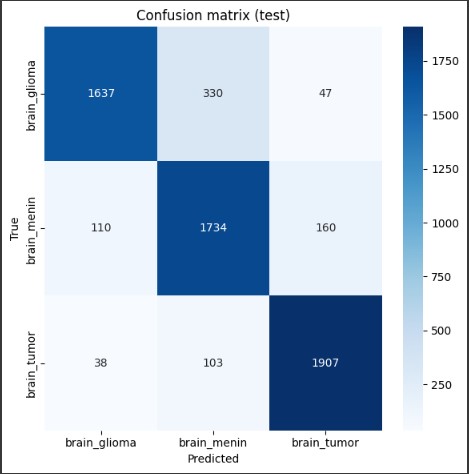 Confusion matrix (test)
True
brain_glioma
1637 330 47
brain_menin
110 1734 160
brain_tumor
38 103 1907
brain_glioma brain_menin brain_tumor
Predicted
1750
1500
1250
1000
750
500
250